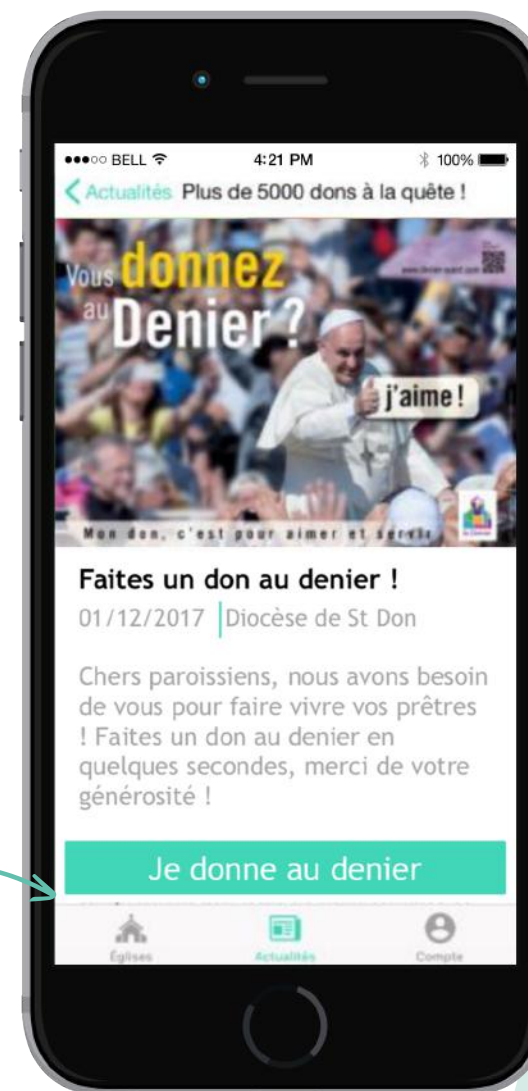 BELL 4:21 PM 100%
Actualités Plus de 5000 dons à la quête !
Vous donnez
au Denier ?
j'aime !
Mon don, c'est pour aimer et servir
Faites un don au denier !
01/12/2017 Diocèse de St Don
Chers paroissiens, nous avons besoin
de vous pour faire vivre vos prêtres
! Faites un don au denier en
quelques secondes, merci de votre
générosité !
Je donne au denier
Églises Actualités Compte